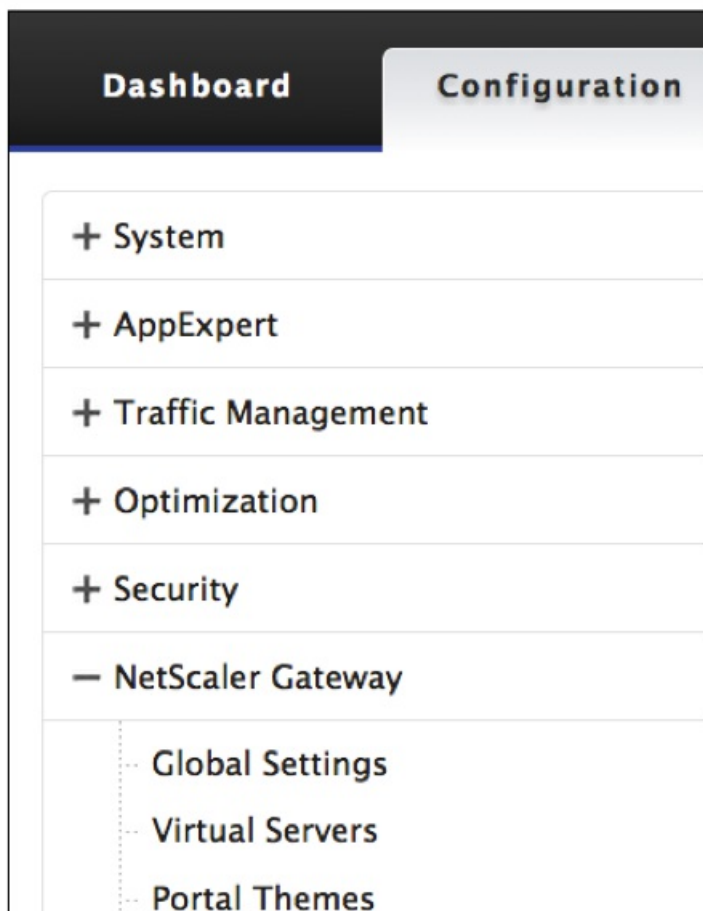 Dashboard Configuration
System
AppExpert
Traffic Management
Optimization
Security
NetScaler Gateway
Global Settings
Virtual Servers
Portal Themes